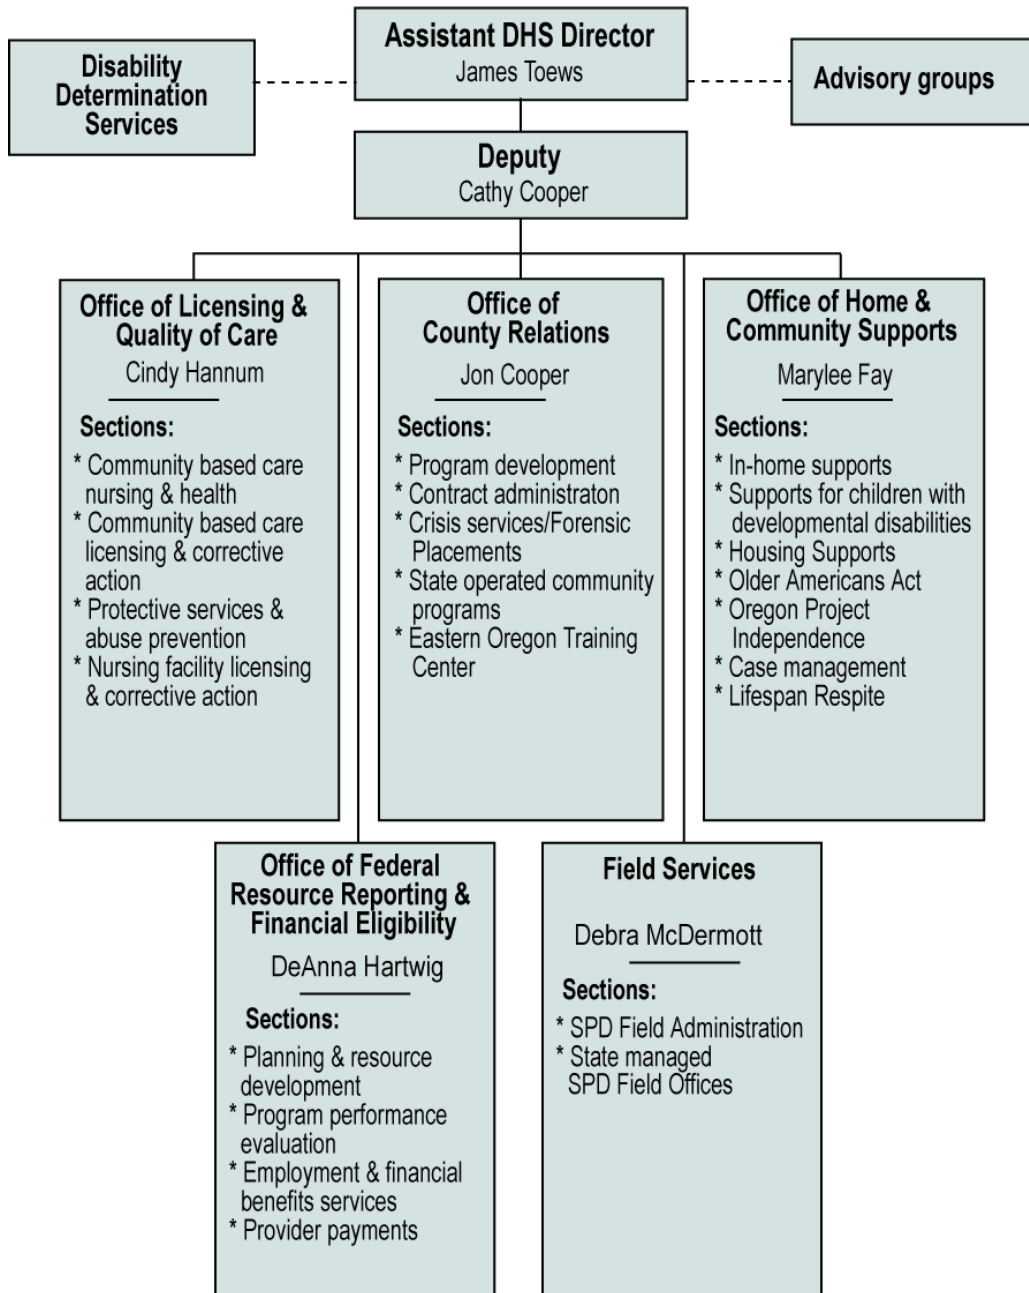 Assistant DHS Director
James Toews
Disability
Determination
Services
Advisory groups
Deputy
Cathy Cooper
Office of Licensing &
Quality of Care
Cindy Hannum
Sections:
* Community based care
nursing & health
* Community based care
licensing & corrective
action
* Protective services &
abuse prevention
* Nursing facility licensing
& corrective action
Office of
County Relations
Jon Cooper
Sections:
* Program development
* Contract administraton
* Crisis services/Forensic
Placements
* State operated community
programs
* Eastern Oregon Training
Center
Office of Home &
Community Supports
Marylee Fay
Sections:
* In-home supports
* Supports for children with
developmental disabilities
* Housing Supports
* Older Americans Act
* Oregon Project
Independence
* Case management
* Lifespan Respite
Office of Federal
Resource Reporting &
Financial Eligibility
DeAnna Hartwig
Sections:
* Planning & resource
development
* Program performance
evaluation
* Employment & financial
benefits services
* Provider payments
Field Services
Debra McDermott
Sections:
* SPD Field Administration
* State managed
SPD Field Offices